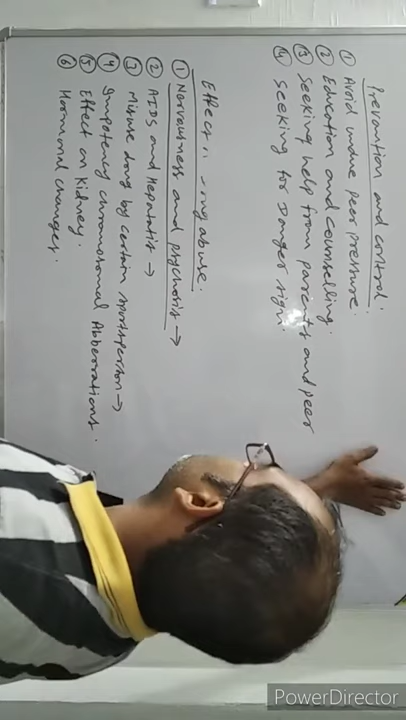 Prevention and control.
① Avoid undue peer pressure.
② Education and counselling.
③ Seeking help from parents and peer
④ Seeking for Danger sign.
Effect abuse.
① Nervousness and psychosis →
② AIDS and Hepatatis →
③ Misuse drug by certain sportsperson →
④ Impotency chromosomal Abberrations.
⑤ Effect on Kidney.
⑥ Hormonal changes.
PowerDirector